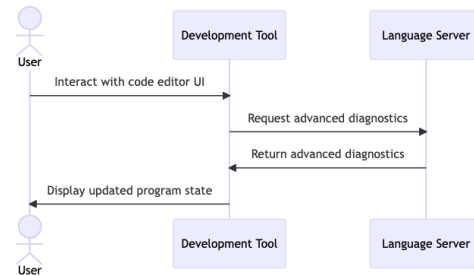 Development Tool
Language Server
User
Interact with code editor UI
Request advanced diagnostics
Return advanced diagnostics
Display updated program state
Development Tool
Language Server
User